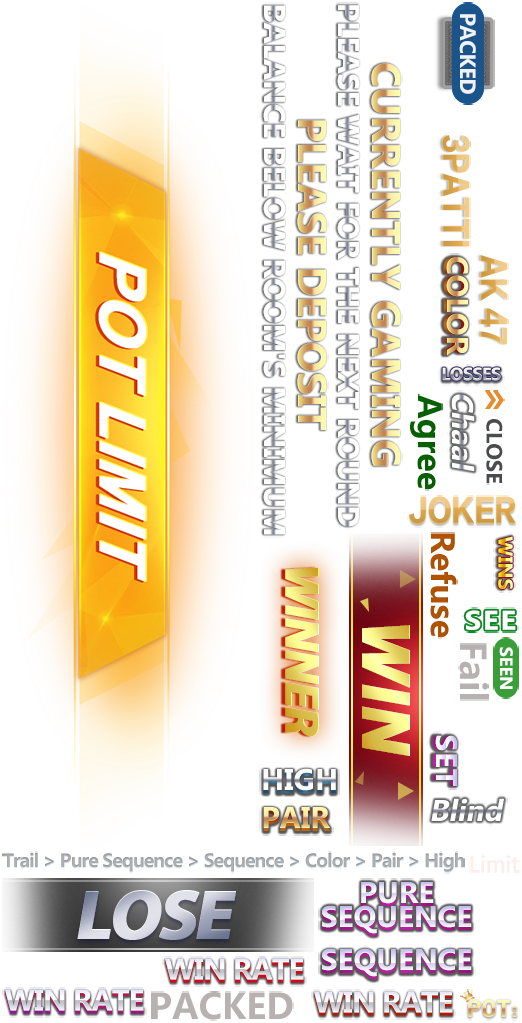 PACKED
BALANCE BELOW ROOM'S MINIMUM
PLEASE DEPOSIT
PLEASE WAIT FOR THE NEXT ROUND
CURRENTLY GAMING
3PATTI
AK 47
COLOR
LOSSES
Chaal
CLOSE
Agree
POT LIMIT
JOKER
Refuse
WINS
SEE
SEEN
Fail
WINNER
WIN
SET
HIGH
PAIR
Blind
Trail > Pure Sequence > Sequence > Color > Pair > High
Limit
LOSE
PURE
SEQUENCE
SEQUENCE
WIN RATE
WIN RATE
PACKED
WIN RATE
POT: